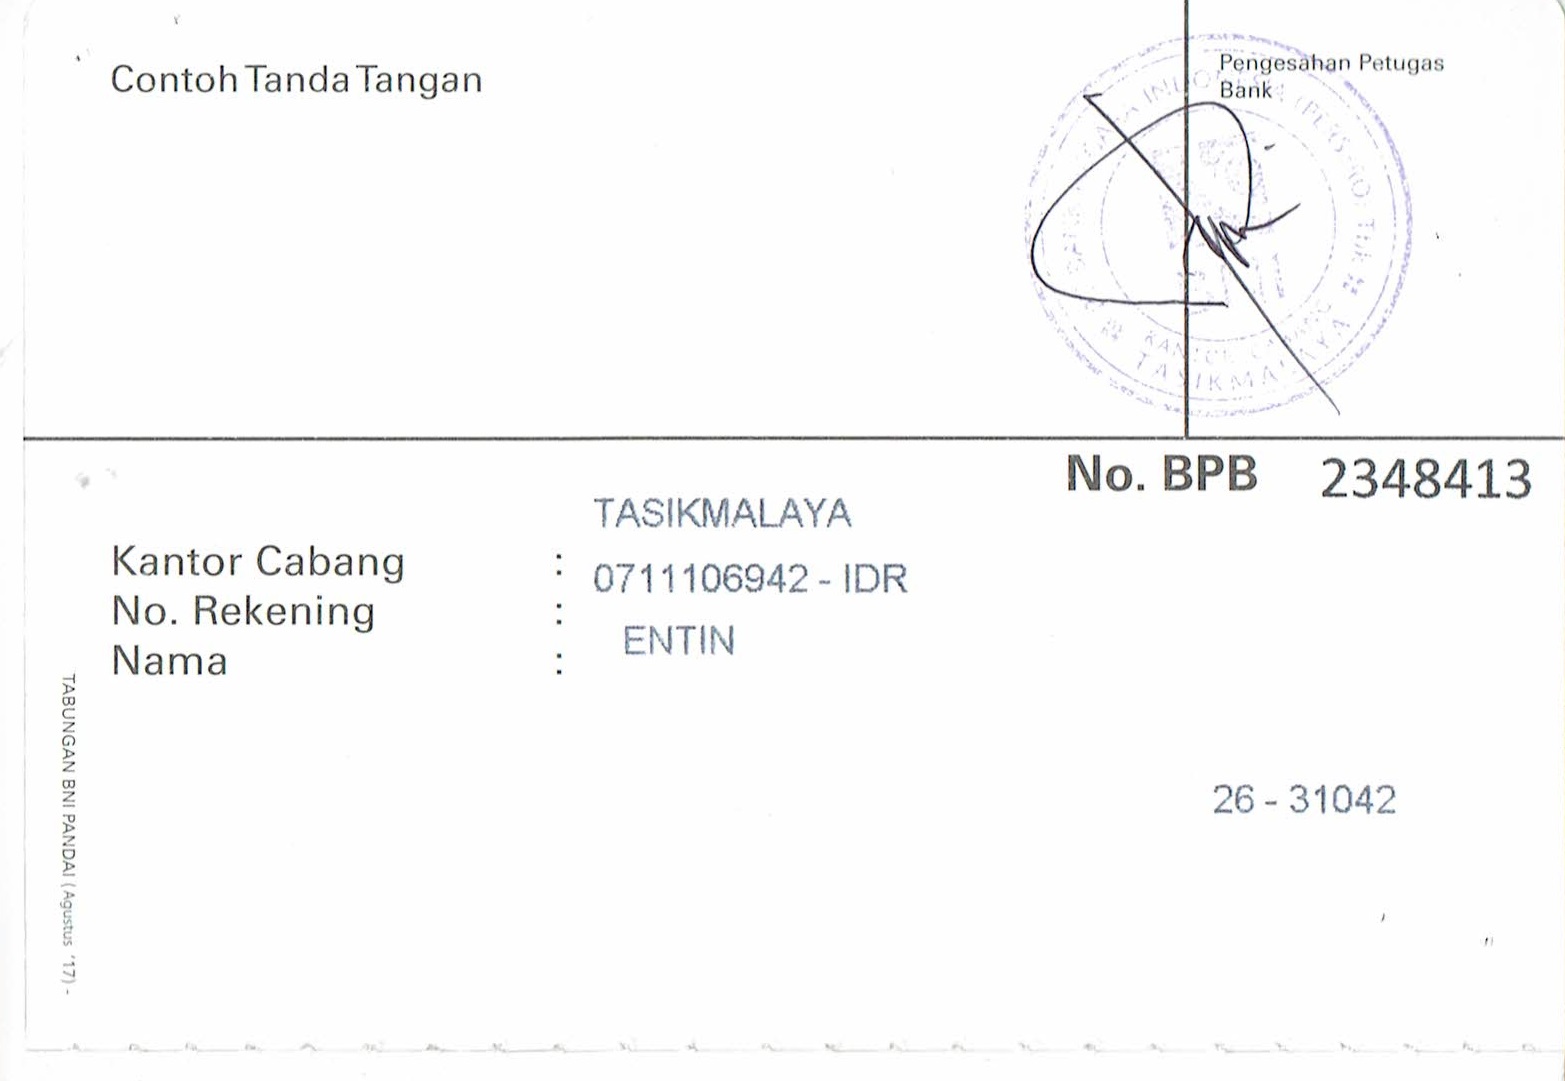 Contoh Tanda Tangan
Pengesahan Petugas
Bank
KANTOR CABANG
TASIKMALAYA
No. BPB 2348413
TASIKMALAYA
Kantor Cabang :
0711106942 - IDR
No. Rekening :
ENTIN
Nama :
26 - 31042
TABUNGAN BNI PANDAI (Agustus '17) -